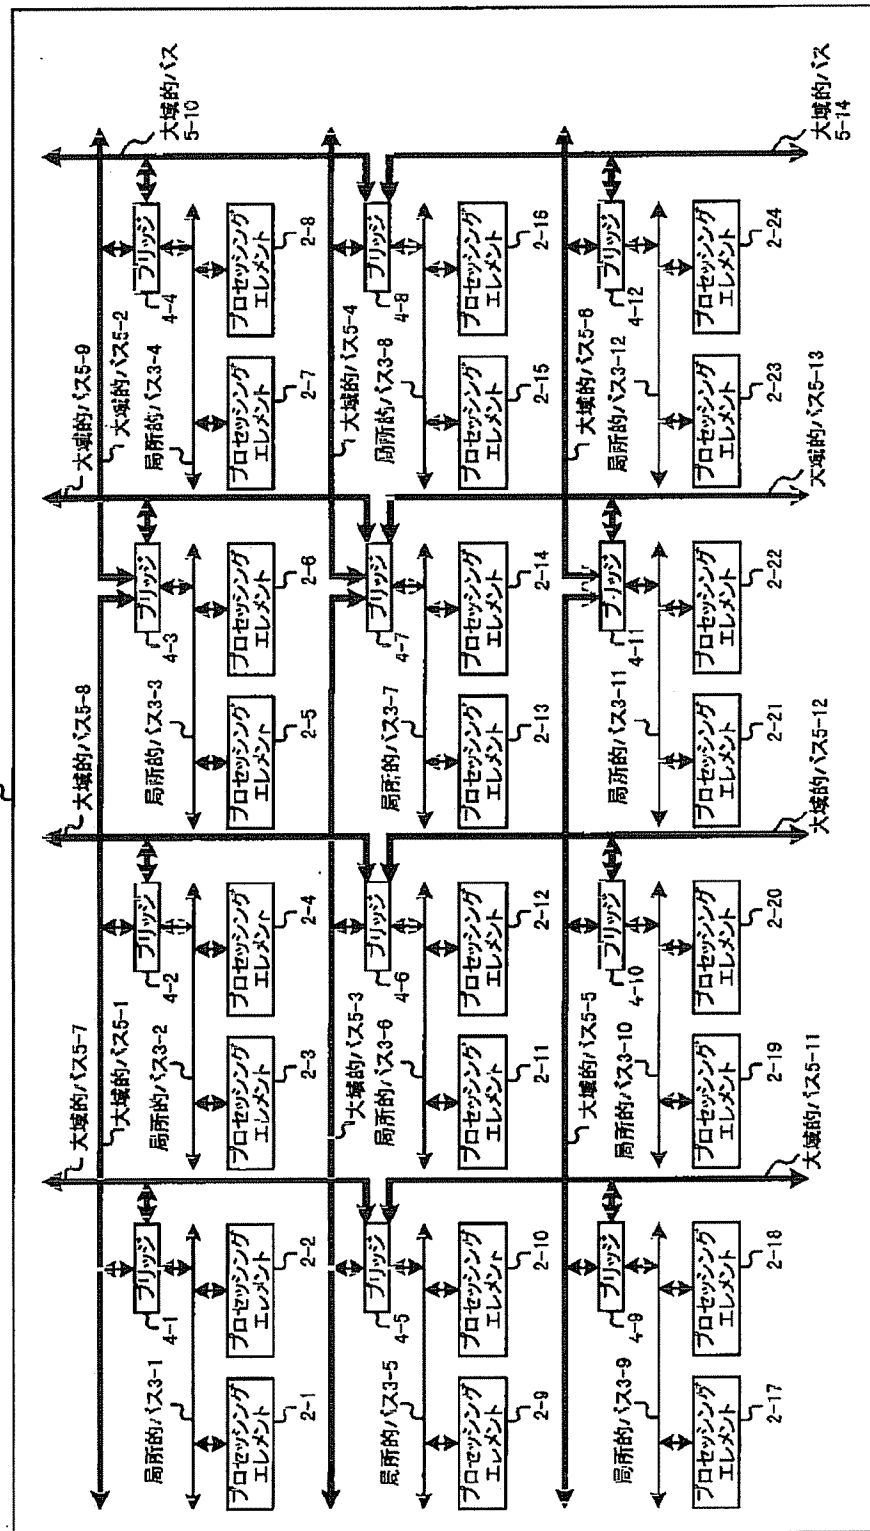 大域的バス5-7
大域的バス5-8
大域的バス5-9
大域的バス5-1
大域的バス5-2
局所的バス3-1
ブリッジ
4-1
局所的バス3-2
ブリッジ
4-2
局所的バス3-3
ブリッジ
4-3
局所的バス3-4
ブリッジ
4-4
大域的バス
5-10
プロセッシング
エレメント
2-1
プロセッシング
エレメント
2-2
プロセッシング
エレメント
2-3
プロセッシング
エレメント
2-4
プロセッシング
エレメント
2-5
プロセッシング
エレメント
2-6
プロセッシング
エレメント
2-7
プロセッシング
エレメント
2-8
大域的バス5-3
大域的バス5-4
局所的バス3-5
ブリッジ
4-5
局所的バス3-6
ブリッジ
4-6
局所的バス3-7
ブリッジ
4-7
局所的バス3-8
ブリッジ
4-8
プロセッシング
エレメント
2-9
プロセッシング
エレメント
2-10
プロセッシング
エレメント
2-11
プロセッシング
エレメント
2-12
プロセッシング
エレメント
2-13
プロセッシング
エレメント
2-14
プロセッシング
エレメント
2-15
プロセッシング
エレメント
2-16
大域的バス5-5
大域的バス5-6
局所的バス3-9
ブリッジ
4-9
局所的バス3-10
ブリッジ
4-10
局所的バス3-11
ブリッジ
4-11
局所的バス3-12
ブリッジ
4-12
プロセッシング
エレメント
2-17
プロセッシング
エレメント
2-18
プロセッシング
エレメント
2-19
プロセッシング
エレメント
2-20
プロセッシング
エレメント
2-21
プロセッシング
エレメント
2-22
プロセッシング
エレメント
2-23
プロセッシング
エレメント
2-24
大域的バス5-11
大域的バス5-12
大域的バス5-13
大域的バス
5-14